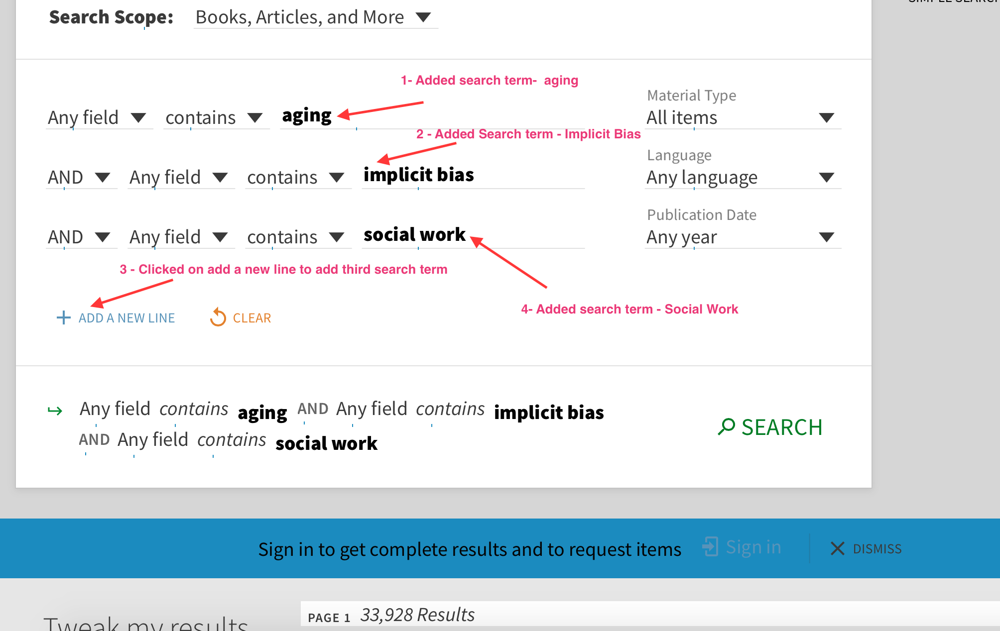 SIMPLE SEARCH
Search Scope: Books, Articles, and More
1- Added search term-  aging
Material Type
Any field contains aging All items
2 - Added Search term - Implicit Bias
Language
AND Any field contains implicit bias Any language
Publication Date
AND Any field contains social work Any year
3 - Clicked on add a new line to add third search term
4- Added search term - Social Work
ADD A NEW LINE CLEAR
Any field contains aging AND Any field contains implicit bias
AND Any field contains social work
SEARCH
Sign in to get complete results and to request items Sign in DISMISS
Tweak my results
PAGE 1 33,928 Results